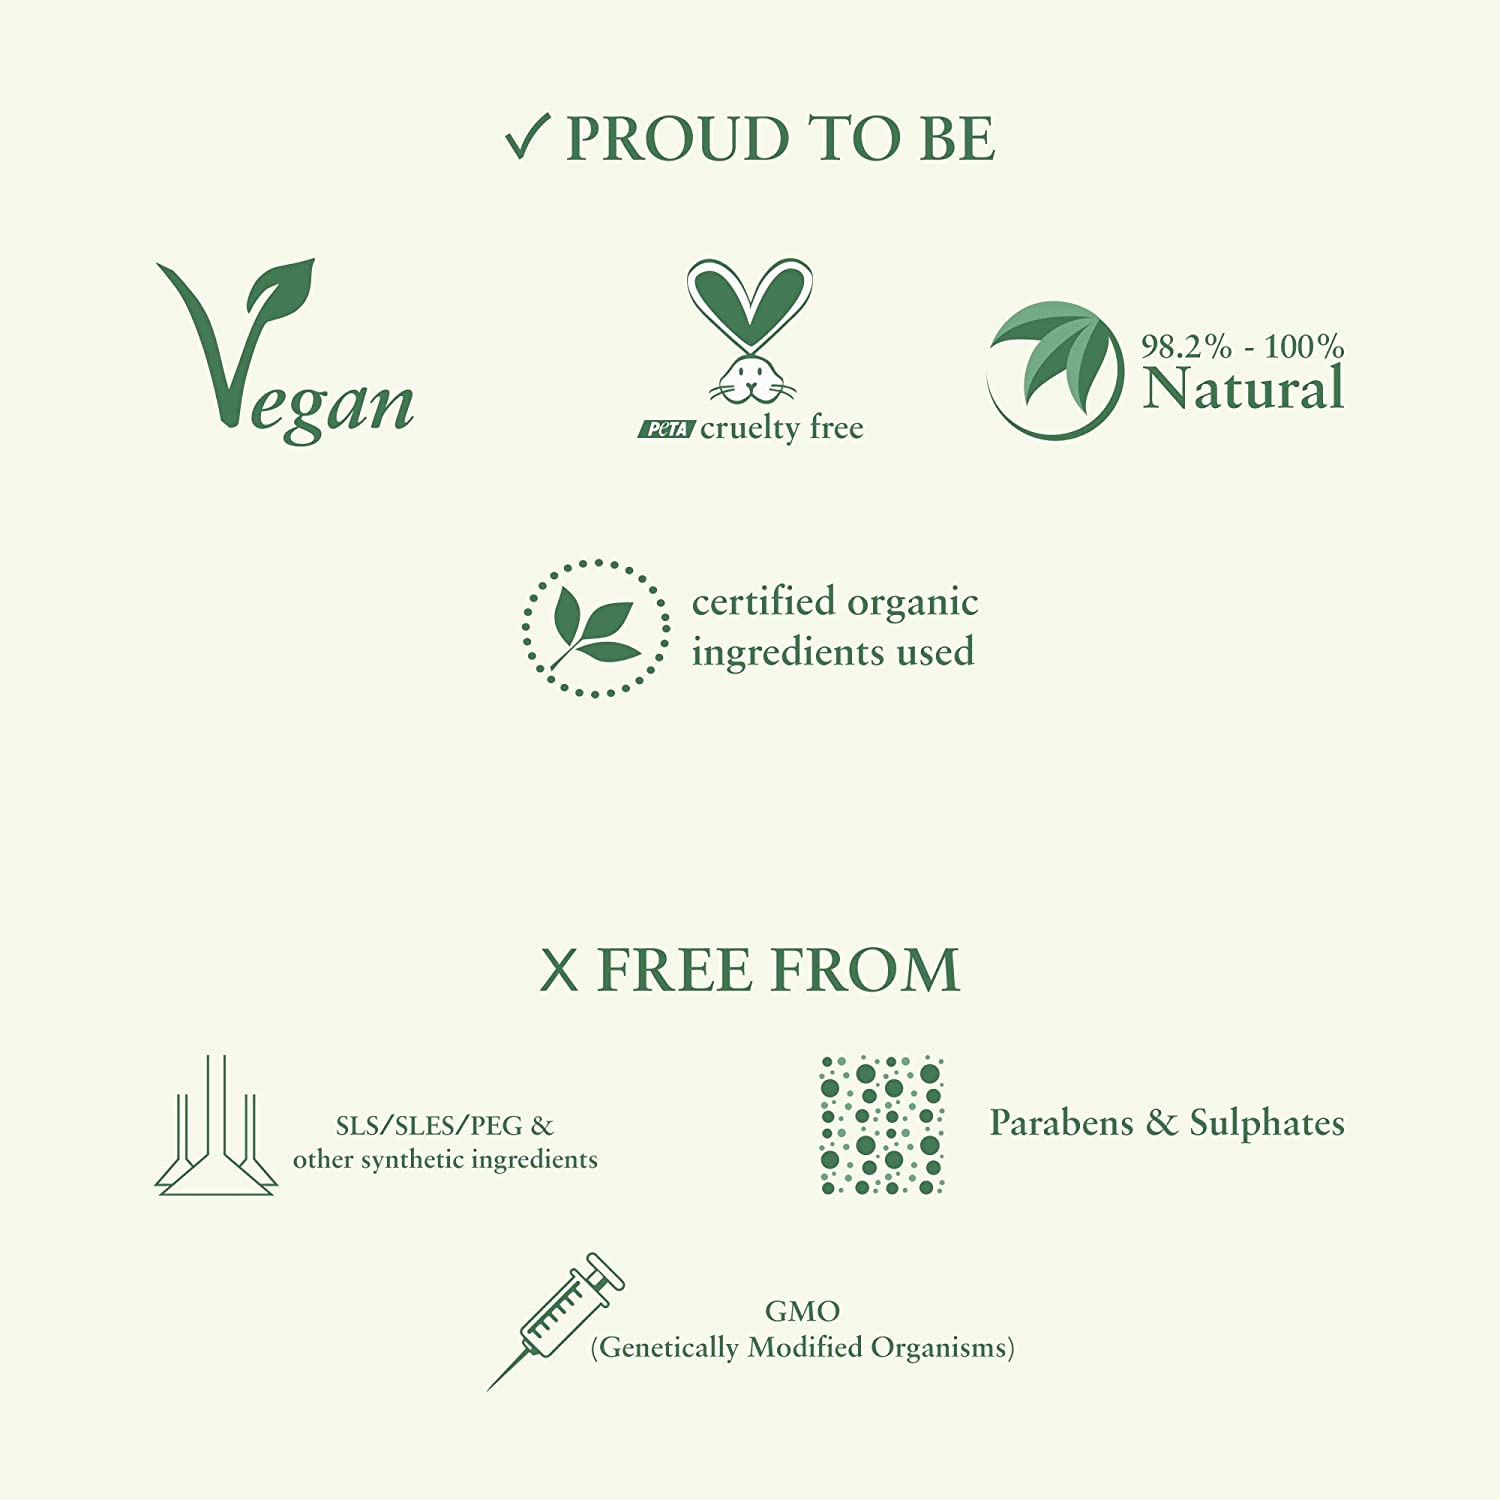 ✓ PROUD TO BE
Vegan
PETA cruelty free
98.2% - 100%
Natural
certified organic
ingredients used
X FREE FROM
SLS/SLES/PEG &
other synthetic ingredients
Parabens & Sulphates
GMO
(Genetically Modified Organisms)